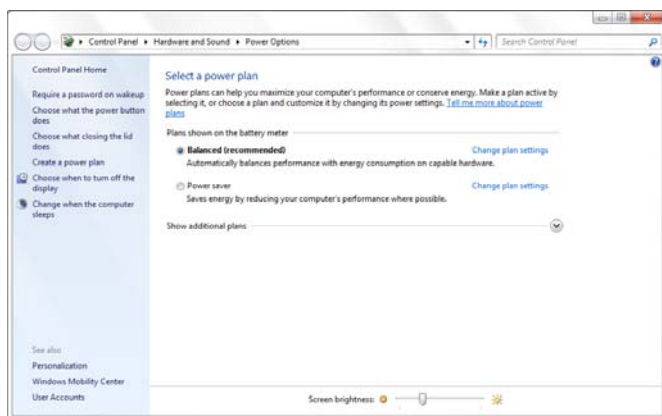 Control Panel ▸ Hardware and Sound ▸ Power Options
Search Control Panel
Control Panel Home
Require a password on wakeup
Choose what the power button
does
Choose what closing the lid
does
Create a power plan
Choose when to turn off the
display
Change when the computer
sleeps
See also
Personalization
Windows Mobility Center
User Accounts
Select a power plan
Power plans can help you maximize your computer's performance or conserve energy. Make a plan active by
selecting it, or choose a plan and customize it by changing its power settings. Tell me more about power
plans
Plans shown on the battery meter
Balanced (recommended) Change plan settings
Automatically balances performance with energy consumption on capable hardware.
Power saver Change plan settings
Saves energy by reducing your computer's performance where possible.
Show additional plans
Screen brightness: